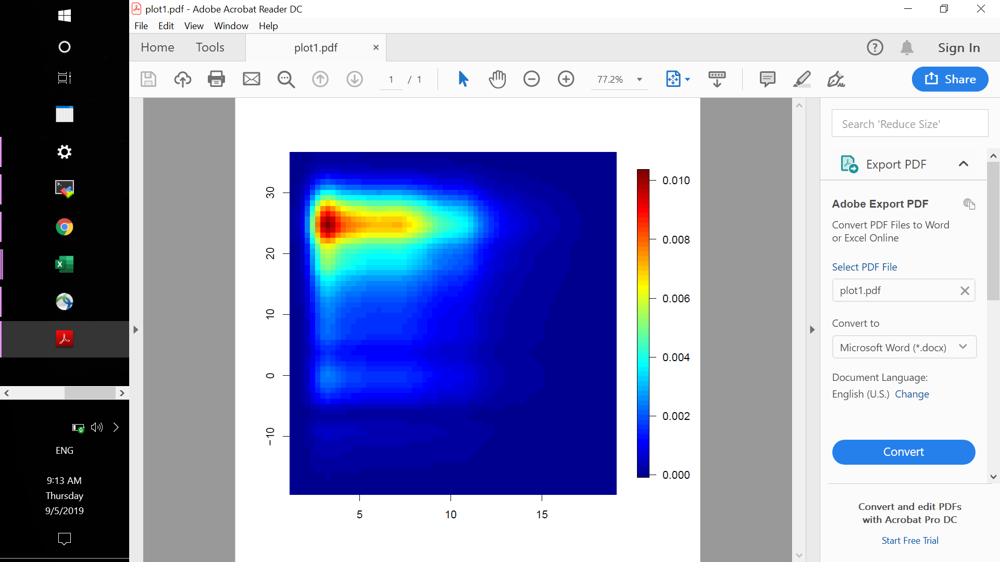 plot1.pdf - Adobe Acrobat Reader DC
File Edit View Window Help
Home Tools plot1.pdf × Sign In
1 / 1 77.2% Share
Search 'Reduce Size'
Export PDF
Adobe Export PDF
Convert PDF Files to Word
or Excel Online
Select PDF File
plot1.pdf
Convert to
Microsoft Word (*.docx)
Document Language:
English (U.S.) Change
Convert
Convert and edit PDFs
with Acrobat Pro DC
Start Free Trial
30
20
10
0
−10
5 10 15
0.010
0.008
0.006
0.004
0.002
0.000
ENG
9:13 AM
Thursday
9/5/2019